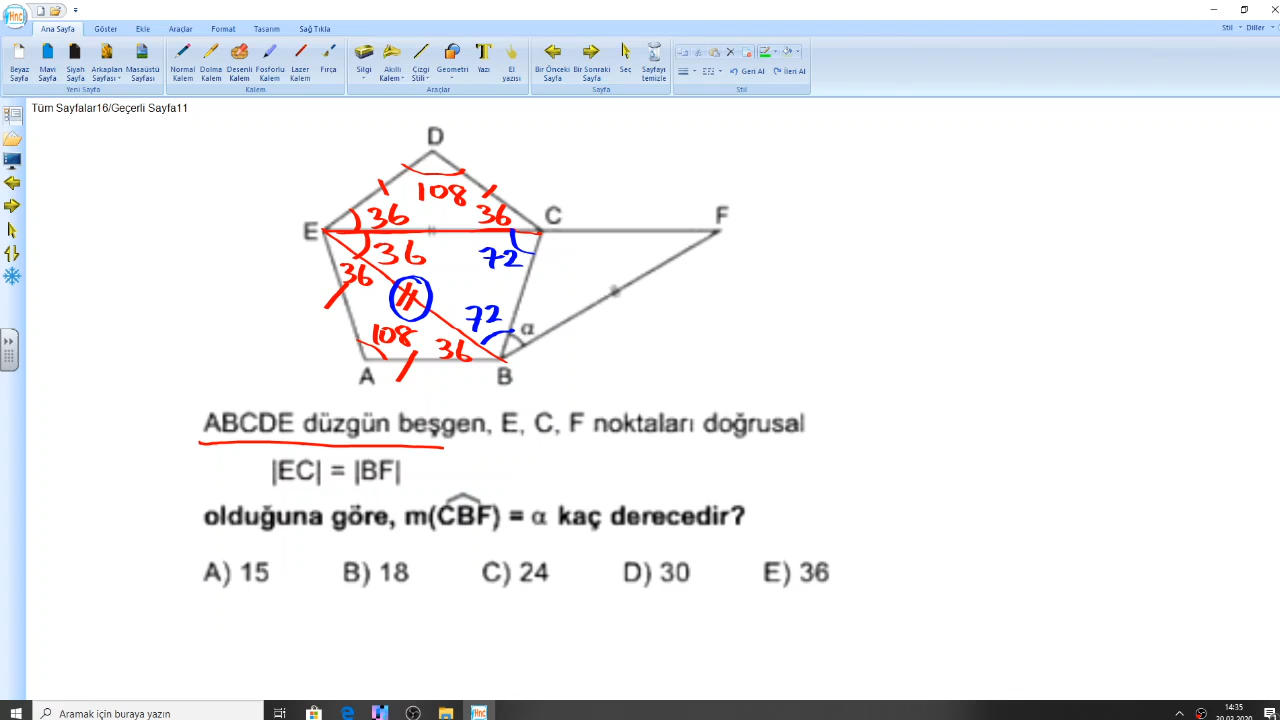 Hnc
Ana Sayfa Göster Ekle Araçlar Format Tasarım Sağ Tıkla Stil Diller
Beyaz Sayfa Mavi Sayfa Siyah Sayfa Arkaplan Sayfası Masaüstü Sayfası Normal Kalem Dolma Kalem Desenli Kalem Fosforlu Kalem Lazer Kalem Fırça Silgi Akıllı Kalem Çizgi Stili Geometri Yazı El yazısı Bir Önceki Sayfa Bir Sonraki Sayfa Sec Sayfayı temizle Geri Al İleri Al
Yeni Sayfa Kalem Araçlar Sayfa Stil
Tüm Sayfalar16/Geçerli Sayfa11
D
108
36 36
E C F
36 72
36
72 α
108 36
A B
ABCDE düzgün beşgen, E, C, F noktaları doğrusal
|EC| = |BF|
olduğuna göre, m(CBF) = α kaç derecedir?
A) 15 B) 18 C) 24 D) 30 E) 36
Aramak için buraya yazın
14:35
20.03.2020